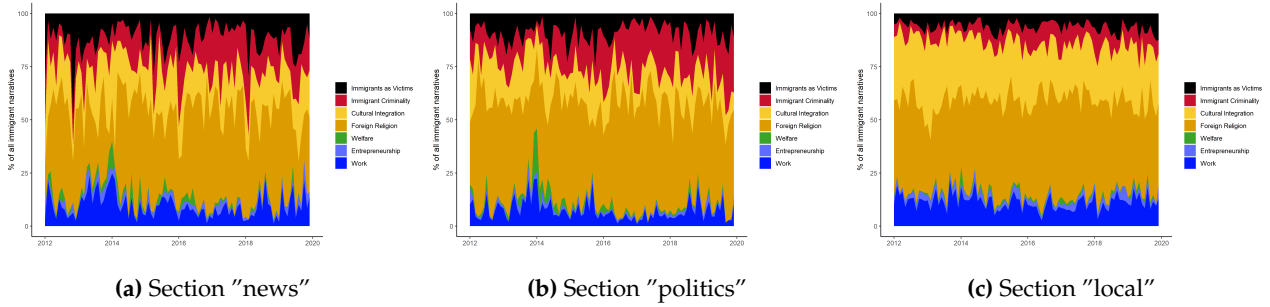 % of all immigrant narratives
100
75
50
25
0
2012 2014 2016 2018 2020
Immigrants as Victims
Immigrant Criminality
Cultural Integration
Foreign Religion
Welfare
Entrepreneurship
Work
(a) Section ”news”
% of all immigrant narratives
100
75
50
25
0
2012 2014 2016 2018 2020
Immigrants as Victims
Immigrant Criminality
Cultural Integration
Foreign Religion
Welfare
Entrepreneurship
Work
(b) Section ”politics”
% of all immigrant narratives
100
75
50
25
0
2012 2014 2016 2018 2020
Immigrants as Victims
Immigrant Criminality
Cultural Integration
Foreign Religion
Welfare
Entrepreneurship
Work
(c) Section ”local”